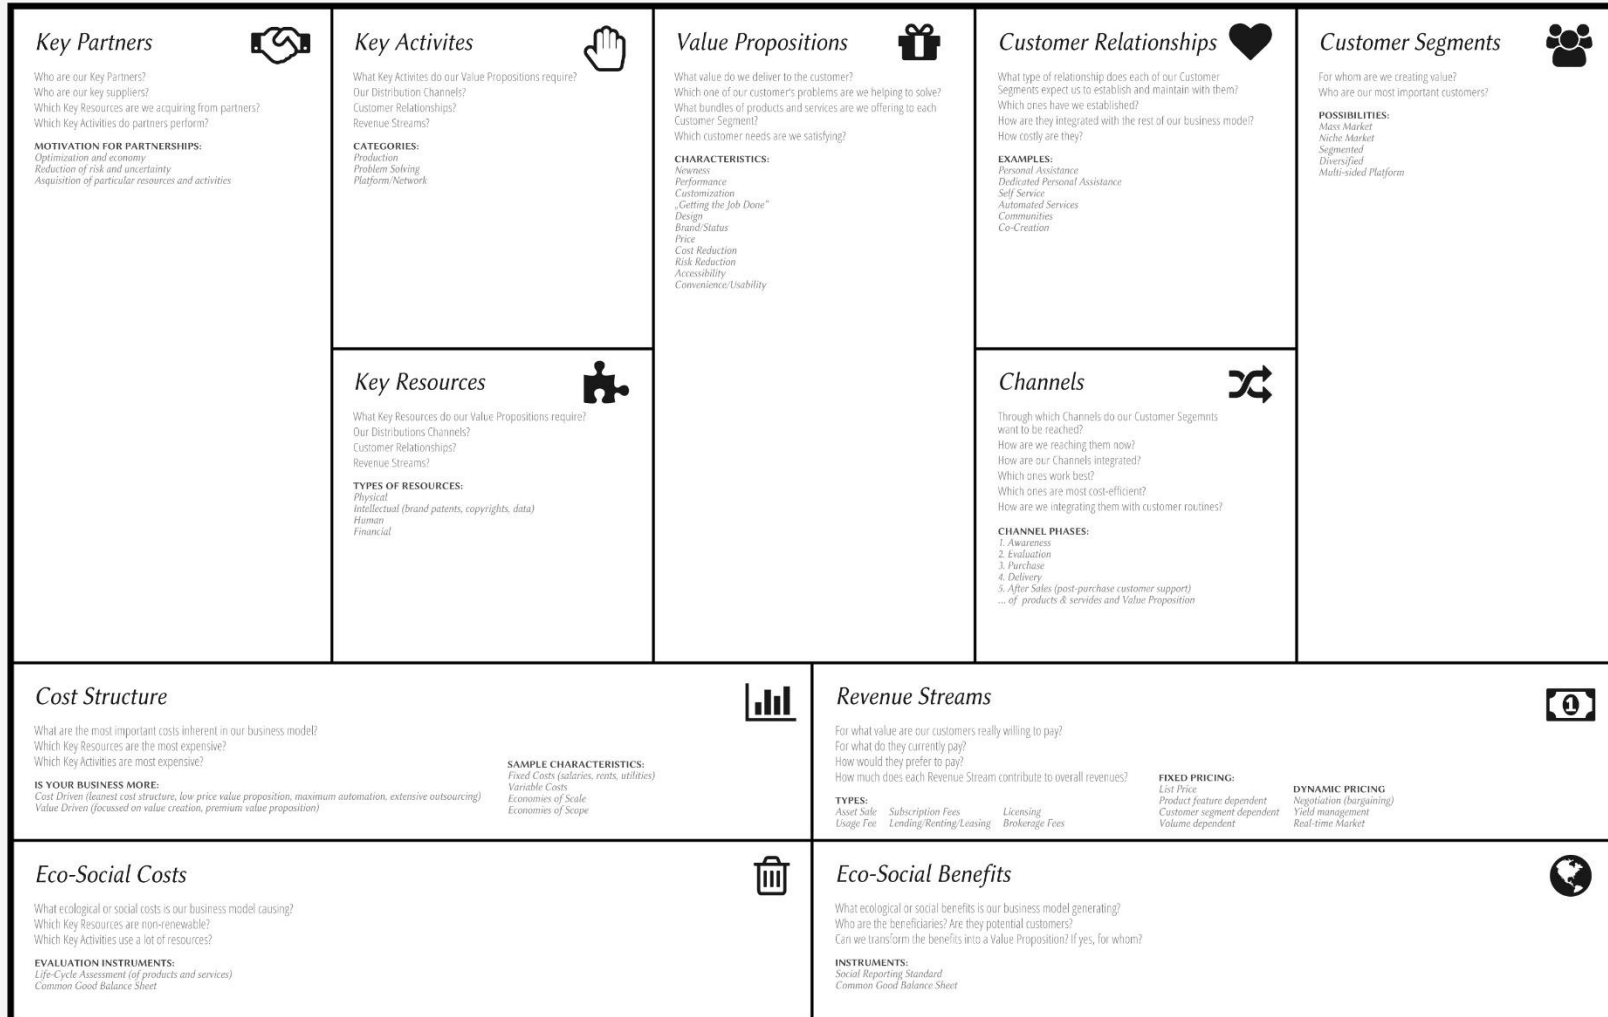 Key Partners
Who are our Key Partners?
Who are our key suppliers?
Which Key Resources are we acquiring from partners?
Which Key Activities do partners perform?
MOTIVATION FOR PARTNERSHIPS:
Optimization and economy
Reduction of risk and uncertainty
Asquisition of particular resources and activities
Key Activites
What Key Activites do our Value Propositions require?
Our Distribution Channels?
Customer Relationships?
Revenue Streams?
CATEGORIES:
Production
Problem Solving
Platform/Network
Key Resources
What Key Resources do our Value Propositions require?
Our Distributions Channels?
Customer Relationships?
Revenue Streams?
TYPES OF RESOURCES:
Physical
Intellectual (brand patents, copyrights, data)
Human
Financial
Value Propositions
What value do we deliver to the customer?
Which one of our customer's problems are we helping to solve?
What bundles of products and services are we offering to each
Customer Segment?
Which customer needs are we satisfying?
CHARACTERISTICS:
Newness
Performance
Customization
„Getting the Job Done"
Design
Brand/Status
Price
Cost Reduction
Risk Reduction
Accessibility
Convenience/Usability
Customer Relationships
What type of relationship does each of our Customer
Segments expect us to establish and maintain with them?
Which ones have we established?
How are they integrated with the rest of our business model?
How costly are they?
EXAMPLES:
Personal Assistance
Dedicated Personal Assistance
Self Service
Automated Services
Communities
Co-Creation
Channels
Through which Channels do our Customer Segemnts
want to be reached?
How are we reaching them now?
How are our Channels integrated?
Which ones work best?
Which ones are most cost-efficient?
How are we integrating them with customer routines?
CHANNEL PHASES:
1. Awareness
2. Evaluation
3. Purchase
4. Delivery
5. After Sales (post-purchase customer support)
... of products & servides and Value Proposition
Customer Segments
For whom are we creating value?
Who are our most important customers?
POSSIBILITIES:
Mass Market
Niche Market
Segmented
Diversified
Multi-sided Platform
Cost Structure
What are the most important costs inherent in our business model?
Which Key Resources are the most expensive?
Which Key Activities are most expensive?
IS YOUR BUSINESS MORE:
Cost Driven (leanest cost structure, low price value proposition, maximum automation, extensive outsourcing)
Value Driven (focussed on value creation, premium value proposition)
SAMPLE CHARACTERISTICS:
Fixed Costs (salaries, rents, utilities)
Variable Costs
Economies of Scale
Economies of Scope
Revenue Streams
1
For what value are our customers really willing to pay?
For what do they currently pay?
How would they prefer to pay?
How much does each Revenue Stream contribute to overall revenues?
TYPES:
Asset Sale Subscription Fees Licensing
Usage Fee Lending/Renting/Leasing Brokerage Fees
FIXED PRICING:
List Price
Product feature dependent
Customer segment dependent
Volume dependent
DYNAMIC PRICING
Negotiation (bargaining)
Yield management
Real-time Market
Eco-Social Costs
What ecological or social costs is our business model causing?
Which Key Resources are non-renewable?
Which Key Activities use a lot of resources?
EVALUATION INSTRUMENTS:
Life-Cycle Assessment (of products and services)
Common Good Balance Sheet
Eco-Social Benefits
What ecological or social benefits is our business model generating?
Who are the beneficiaries? Are they potential customers?
Can we transform the benefits into a Value Proposition? If yes, for whom?
INSTRUMENTS:
Social Reporting Standard
Common Good Balance Sheet